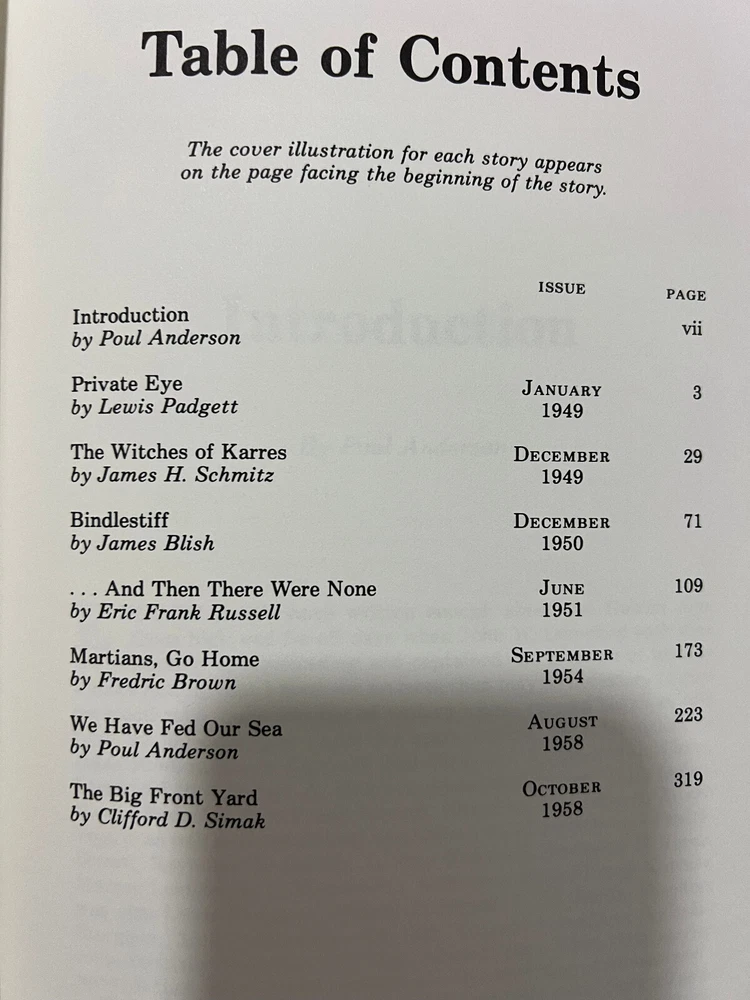 Table of Contents
The cover illustration for each story appears
on the page facing the beginning of the story.
ISSUE PAGE
Introduction vii
by Poul Anderson
Private Eye JANUARY 3
by Lewis Padgett 1949
The Witches of Karres DECEMBER 29
by James H. Schmitz 1949
Bindlestiff DECEMBER 71
by James Blish 1950
. . . And Then There Were None JUNE 109
by Eric Frank Russell 1951
Martians, Go Home SEPTEMBER 173
by Fredric Brown 1954
We Have Fed Our Sea AUGUST 223
by Poul Anderson 1958
The Big Front Yard OCTOBER 319
by Clifford D. Simak 1958